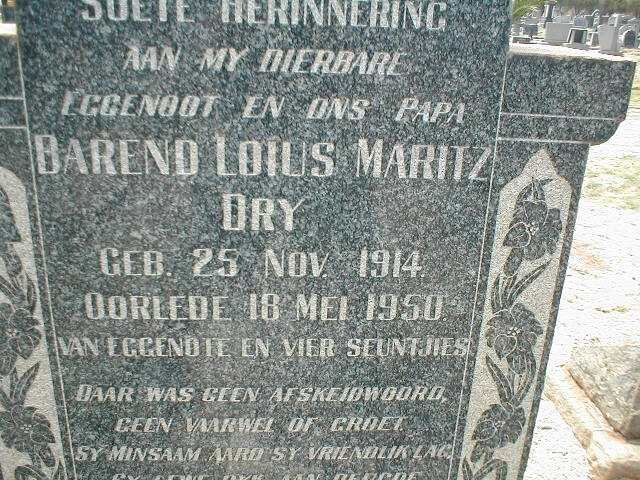 SOETE HERINNERING
AAN MY DIERBARE
EGGENOOT EN ONS PAPA
BAREND LOIUS MARITZ
DRY
GEB. 25 NOV. 1914.
OORLEDE 18 MEI 1950
VAN EGGENOTE EN VIER SEUNTJIES
DAAR WAS GEEN AFSKEIDWOORD,
GEEN VAARWEL OF GROET
SY MINSAAM AARD SY VRIENDLIK LAG,
SY LEWE